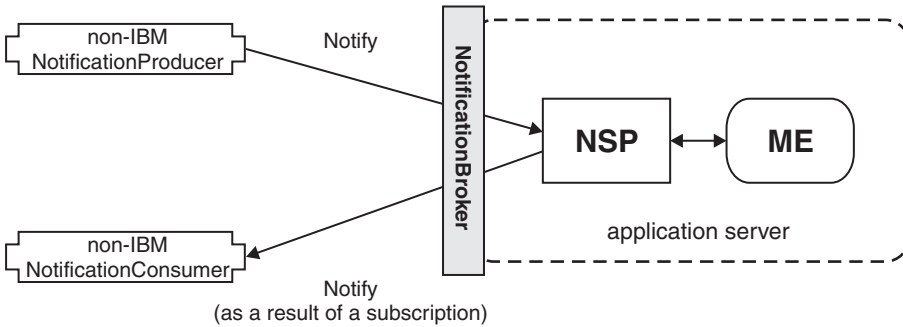 non-IBM
NotificationProducer
Notify
NotificationBroker
NSP
ME
application server
non-IBM
NotificationConsumer
Notify
(as a result of a subscription)